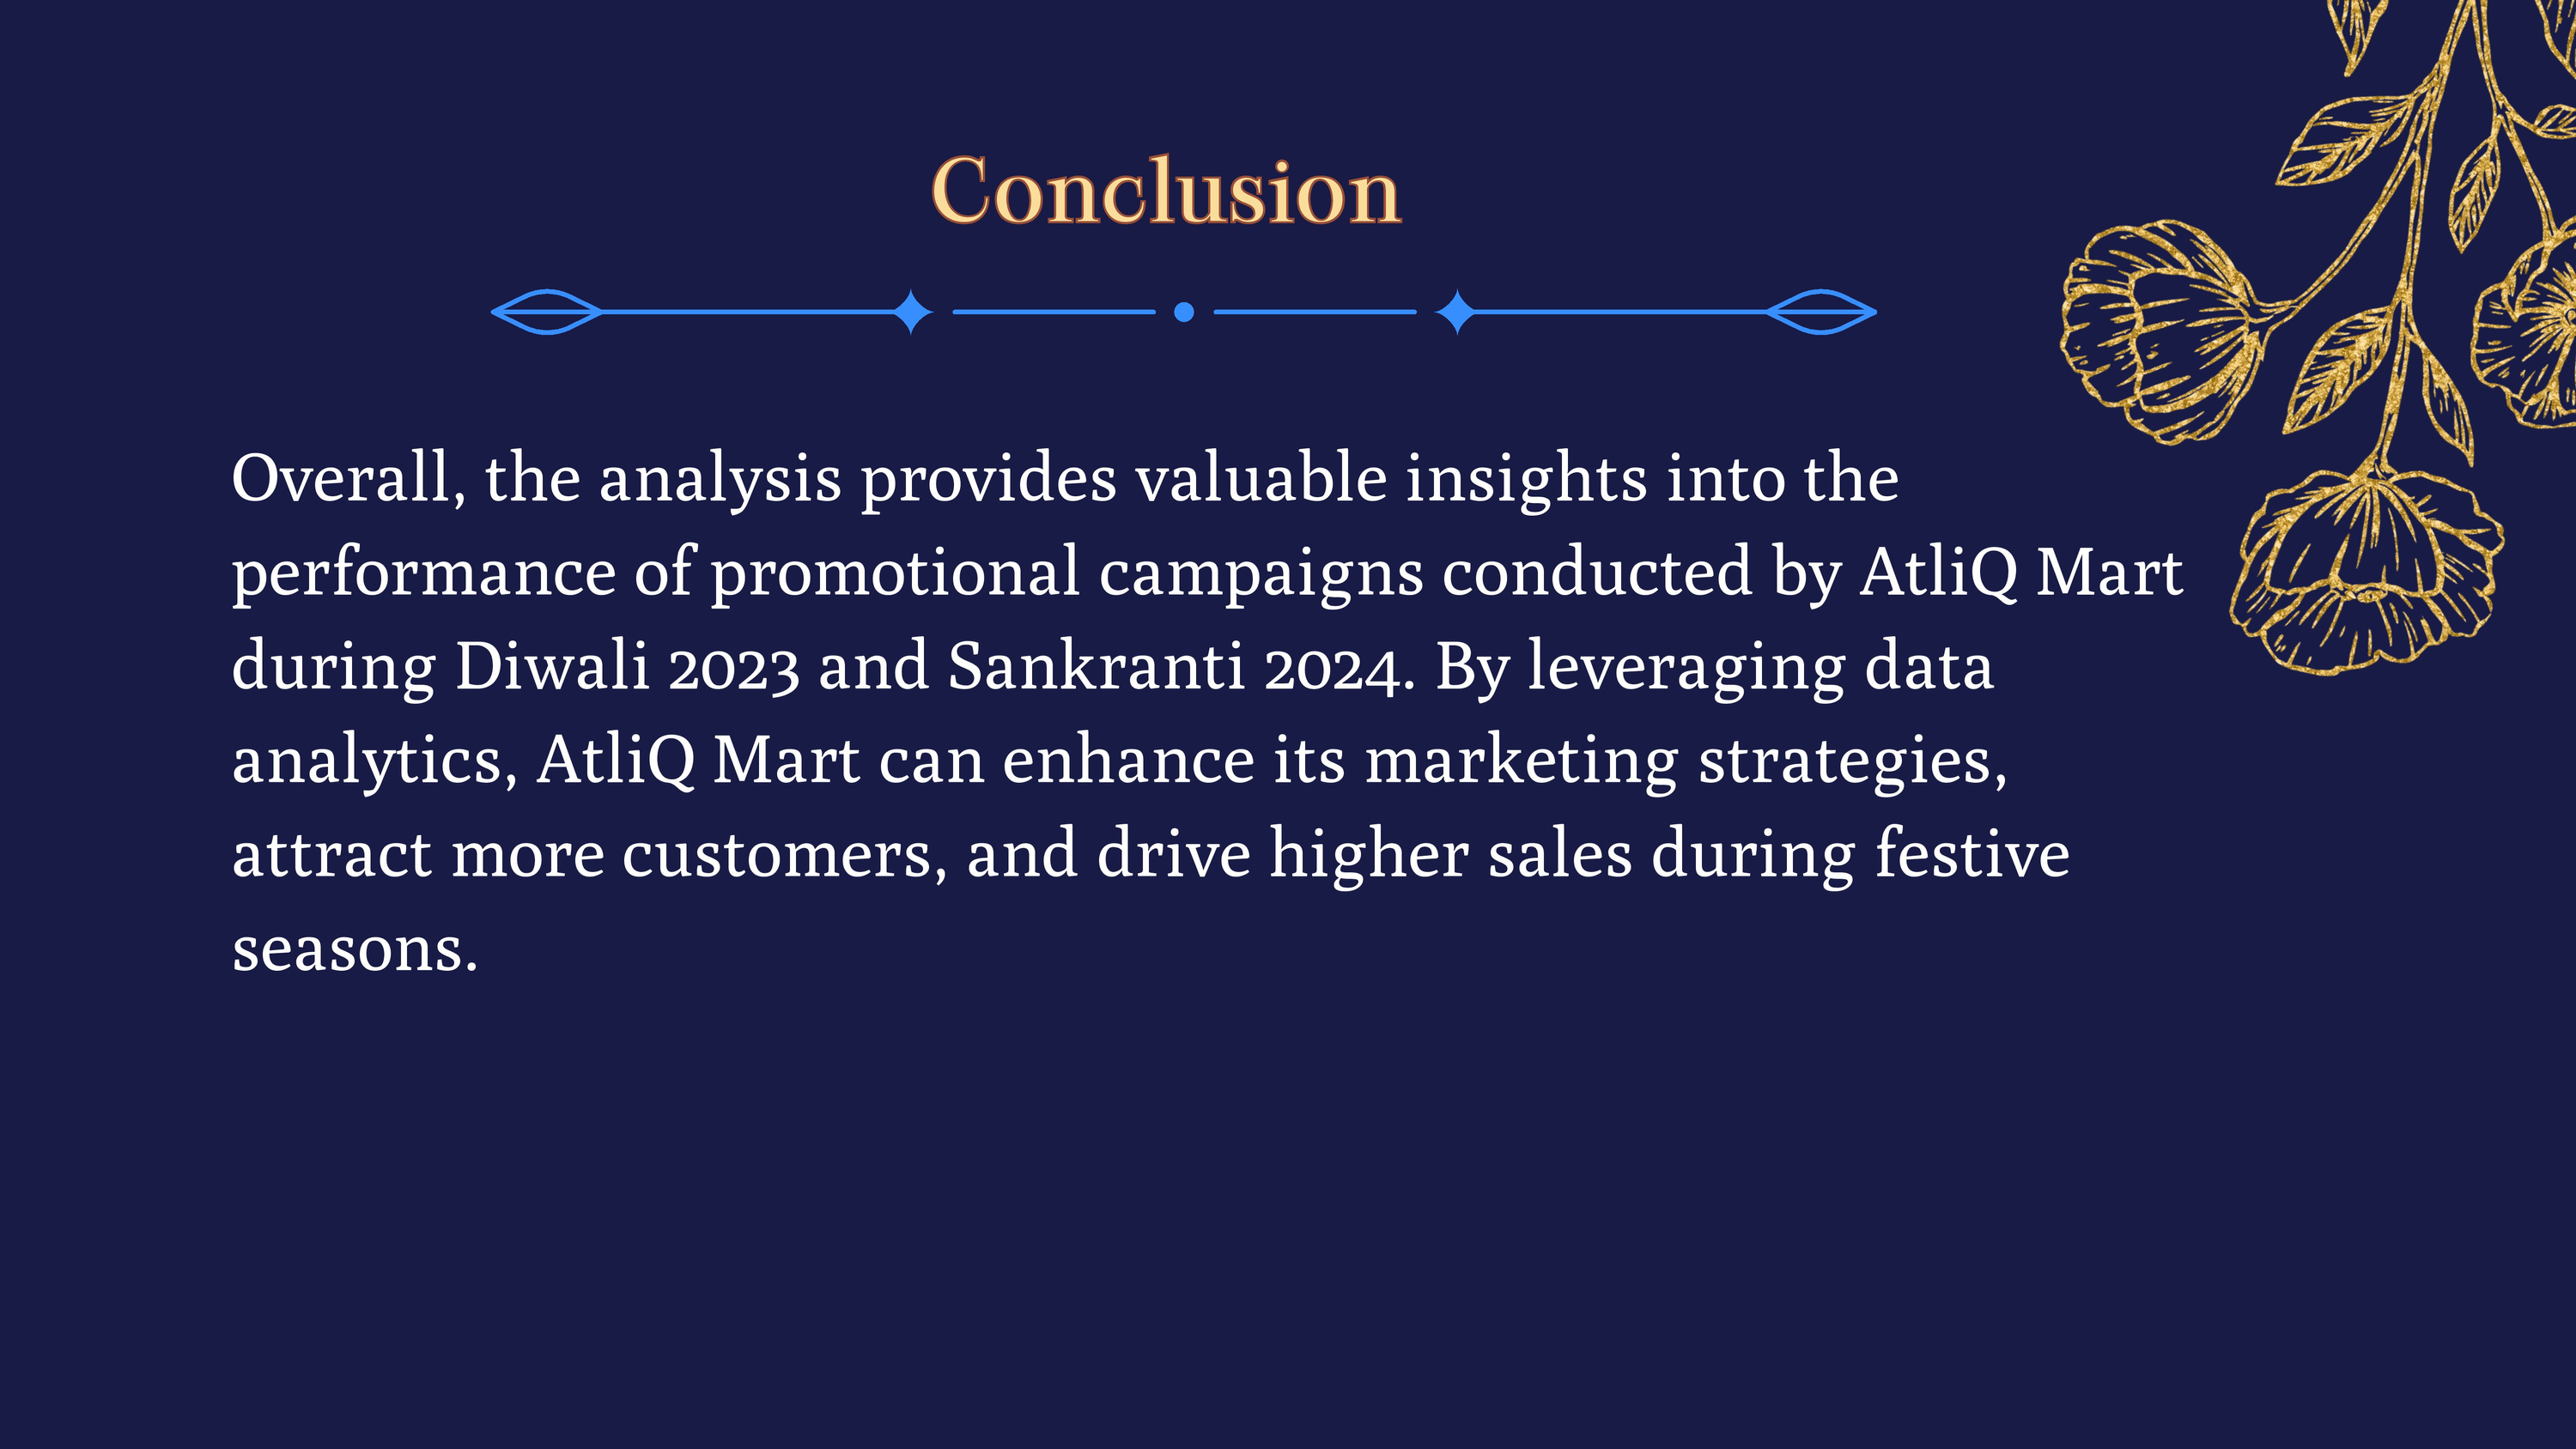 Conclusion
Overall, the analysis provides valuable insights into the
performance of promotional campaigns conducted by AtliQ Mart
during Diwali 2023 and Sankranti 2024. By leveraging data
analytics, AtliQ Mart can enhance its marketing strategies,
attract more customers, and drive higher sales during festive
seasons.